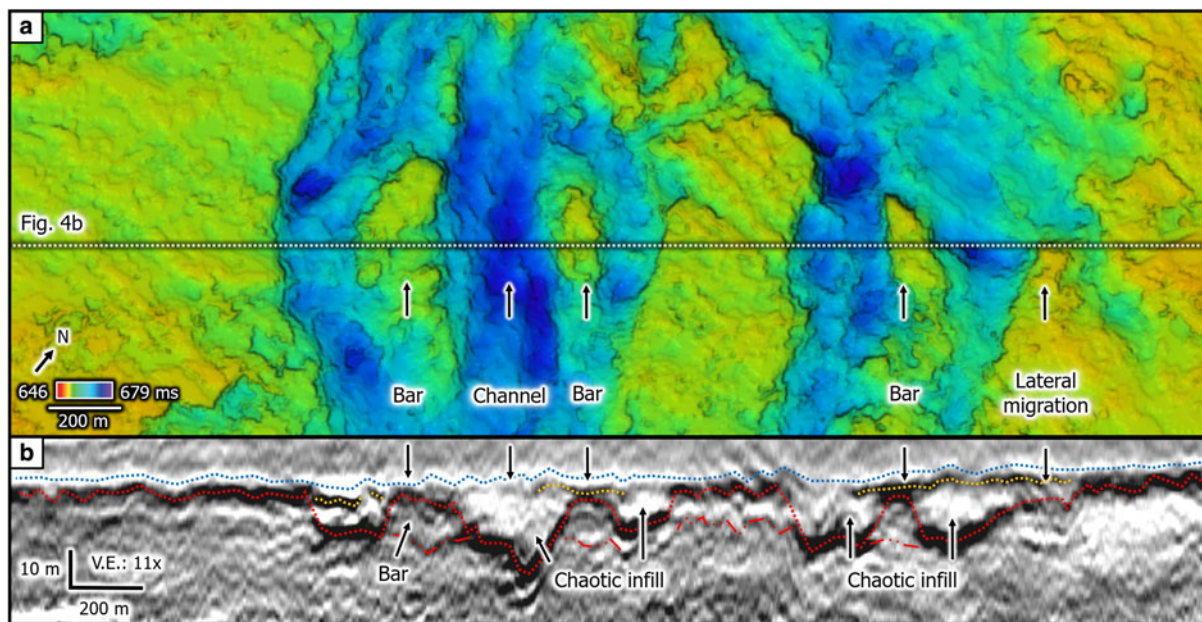 a
Fig. 4b
N
646 679 ms
200 m
Bar
Channel
Bar
Bar
Lateral
migration
b
10 m
V.E.: 11x
200 m
Bar
Chaotic infill
Chaotic infill